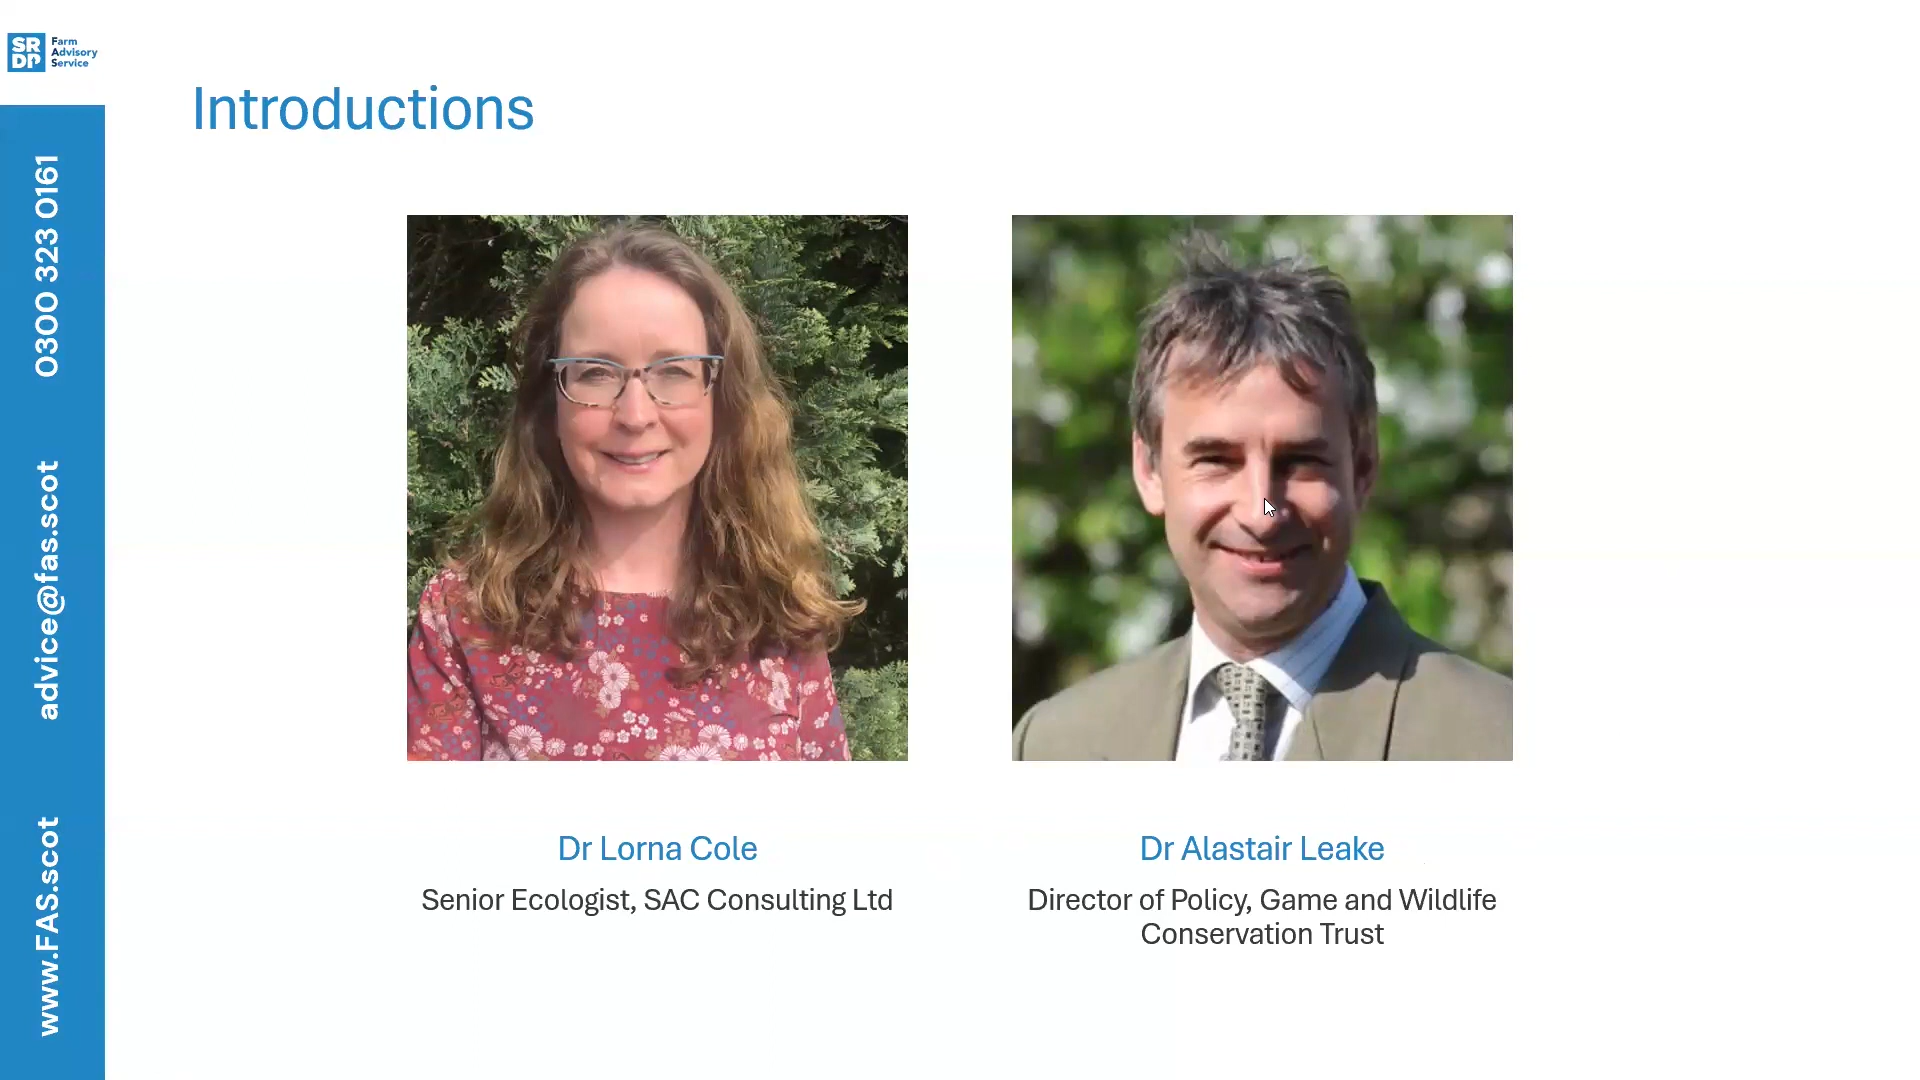 SR
DP
Farm
Advisory
Service
Introductions
0300 323 0161
advice@fas.scot
www.FAS.scot
Dr Lorna Cole
Senior Ecologist, SAC Consulting Ltd
Dr Alastair Leake
Director of Policy, Game and Wildlife
Conservation Trust